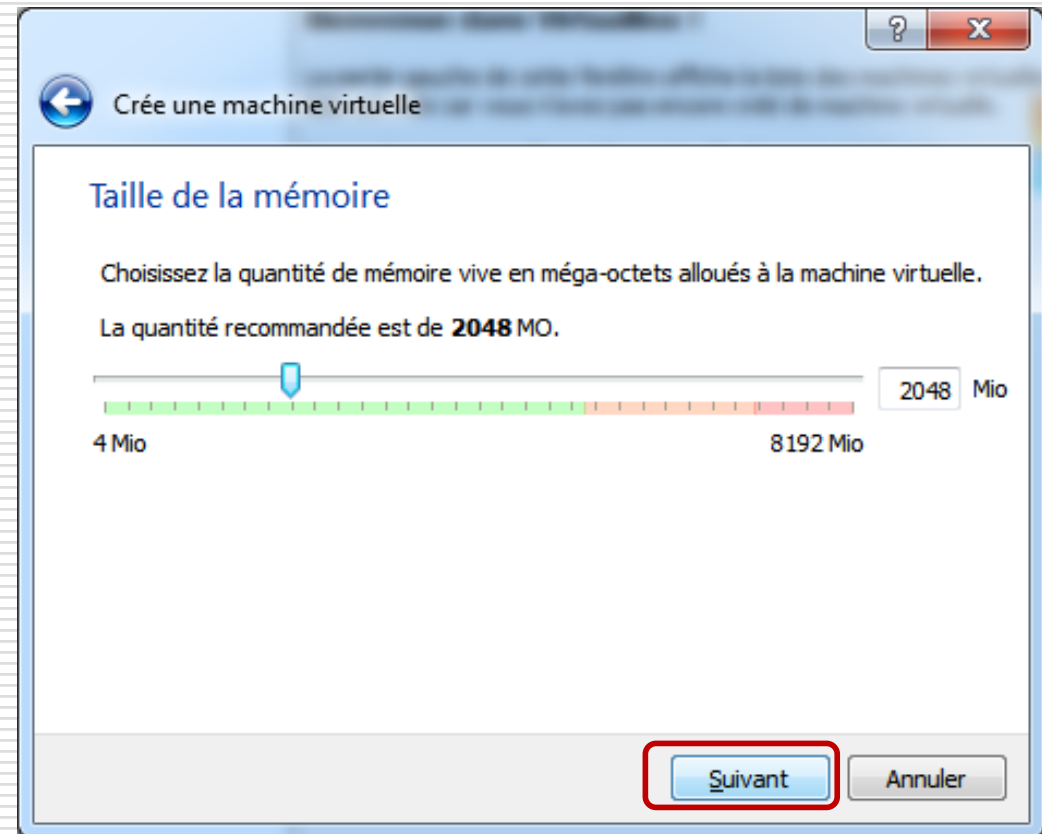 Crée une machine virtuelle
Taille de la mémoire
Choisissez la quantité de mémoire vive en méga-octets alloués à la machine virtuelle.
La quantité recommandée est de 2048 MO.
2048 Mio
4 Mio 8192 Mio
Suivant Annuler